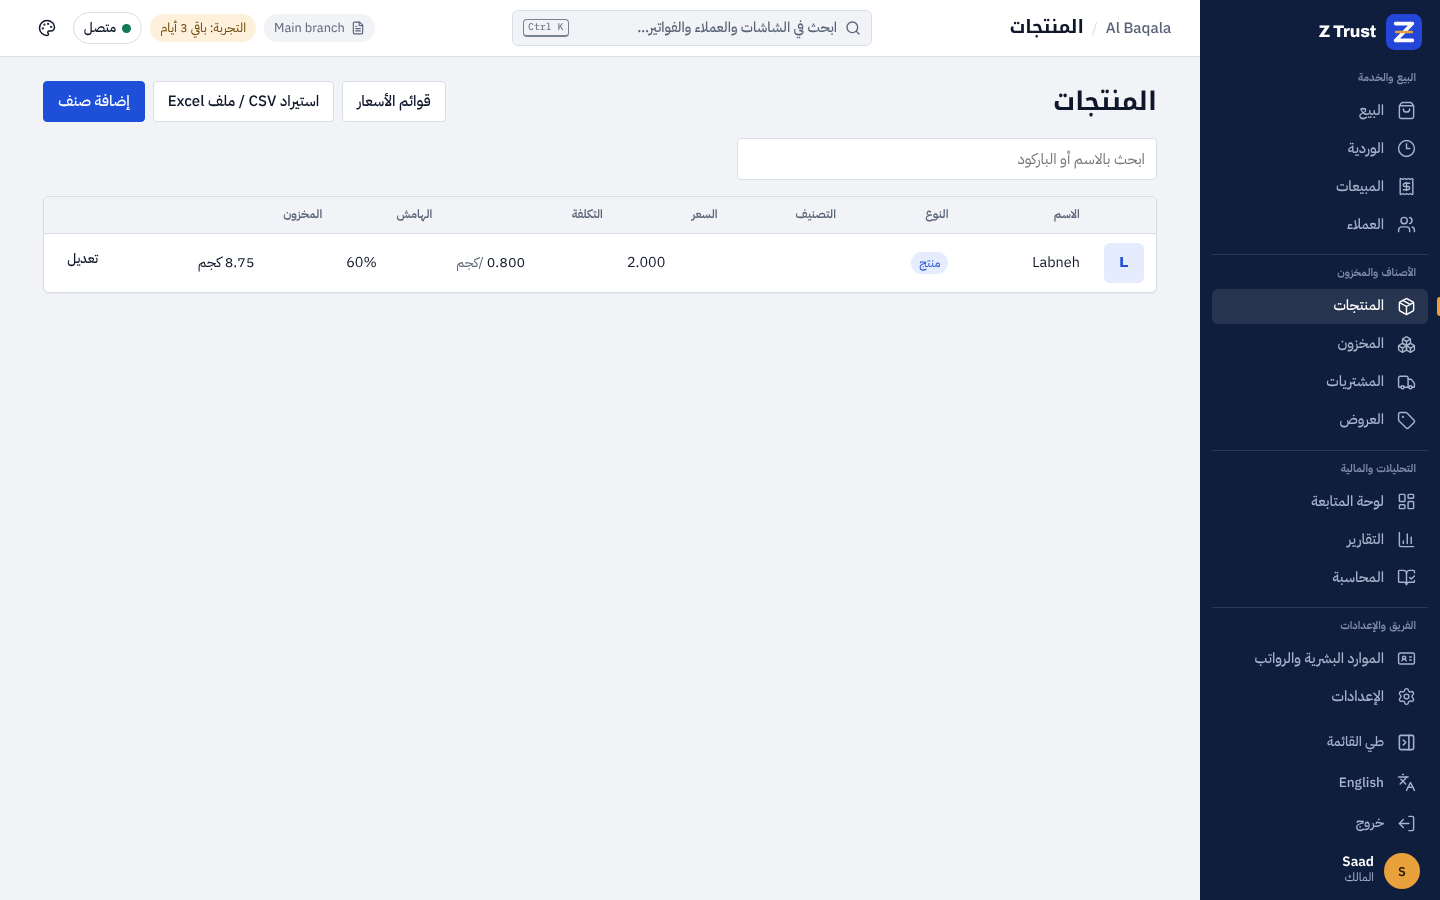 Z Trust
البيع والخدمة
البيع
الوردية
المبيعات
العملاء
الأصناف والمخزون
المنتجات
المخزون
المشتريات
العروض
التحليلات والمالية
لوحة المتابعة
التقارير
المحاسبة
الفريق والإعدادات
الموارد البشرية والرواتب
الإعدادات
طي القائمة
English
خروج
S
Saad
المالك
Al Baqala / المنتجات
ابحث في الشاشات والعملاء والفواتير... Ctrl K
Main branch
التجربة: باقي 3 أيام
متصل
المنتجات
قوائم الأسعار
استيراد CSV / ملف Excel
إضافة صنف
ابحث بالاسم أو الباركود
الاسم النوع التصنيف السعر التكلفة الهامش المخزون
L Labneh منتج 2.000 0.800 /كجم 60% 8.75 كجم تعديل